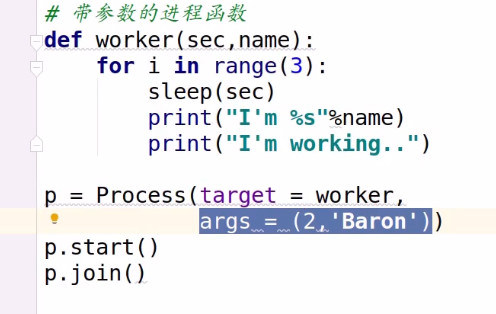 # 带参数的进程函数
def worker(sec,name):
    for i in range(3):
        sleep(sec)
        print("I'm %s"%name)
        print("I'm working..")
p = Process(target = worker,
            args = (2,'Baron'))
p.start()
p.join()